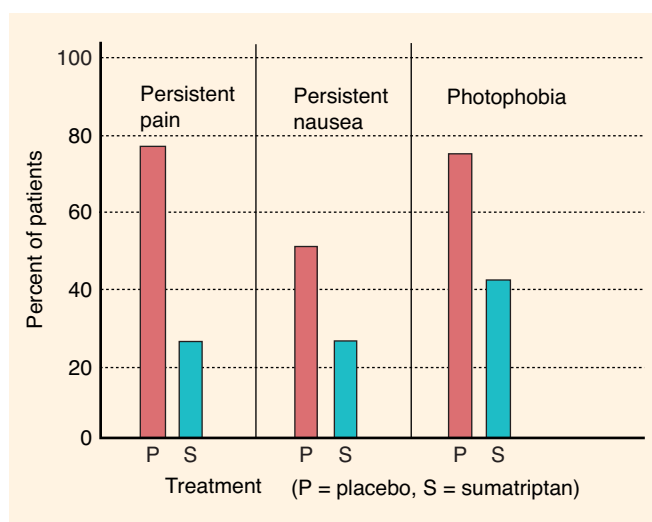 100
80
60
40
20
0
Percent of patients
Persistent
pain
Persistent
nausea
Photophobia
P S P S P S
Treatment (P = placebo, S = sumatriptan)